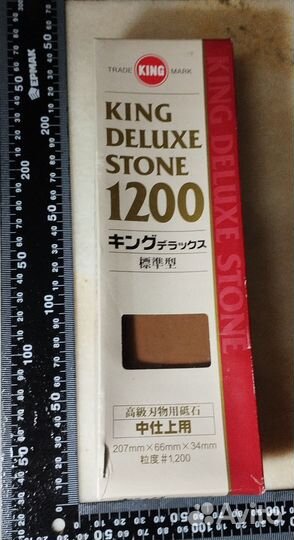 TRADE KING MARK
KING
DELUXE
STONE
1200
キングデラックス
標準型
高級刃物用砥石
中仕上用
207mm×66mm×34mm
粒度#1,200
KING DELUXE STONE
ЕРМАК
Avito